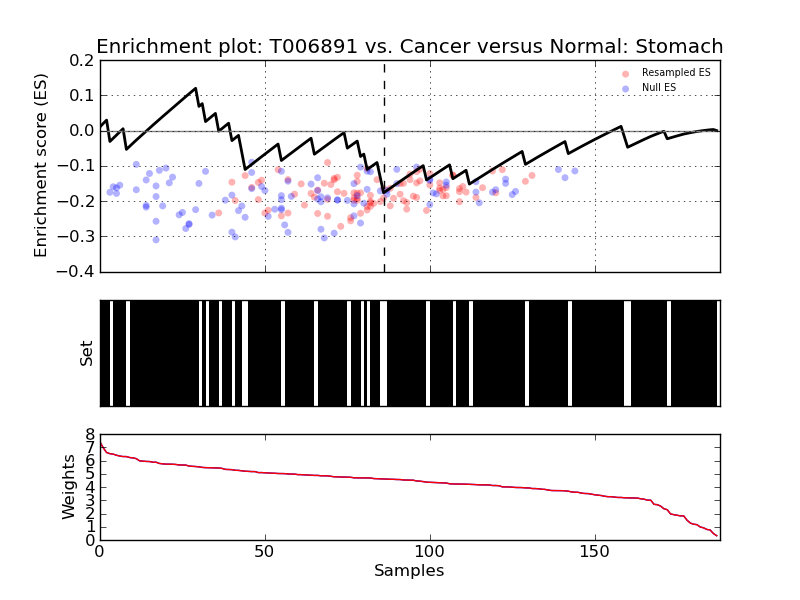 Enrichment plot: T006891 vs. Cancer versus Normal: Stomach
Enrichment score (ES)
0.2
0.1
0.0
−0.1
−0.2
−0.3
−0.4
Resampled ES
Null ES
Set
Weights
8
7
6
5
4
3
2
1
0
0
50
100
150
Samples